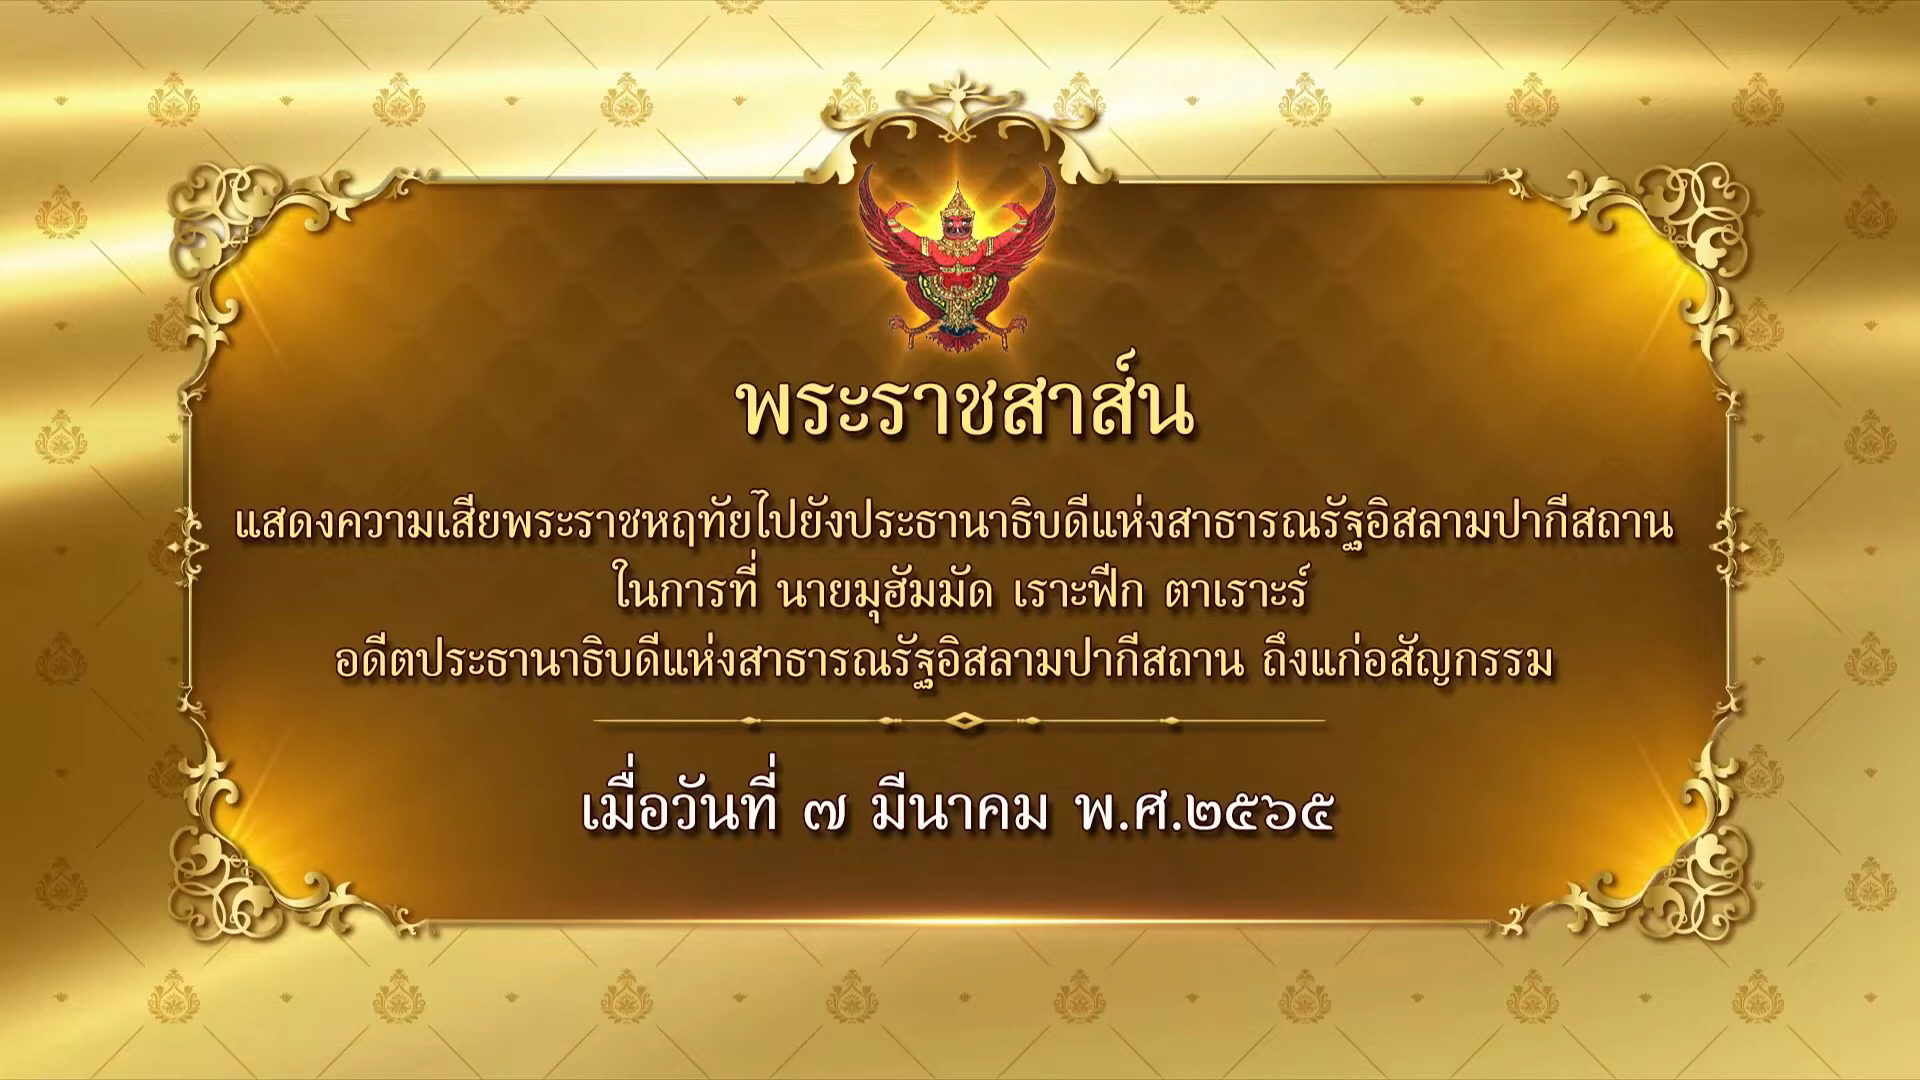 พระราชสาส์น
แสดงความเสียพระราชหฤทัยไปยังประธานาธิบดีแห่งสาธารณรัฐอิสลามปากีสถาน
ในการที่ นายมุฮัมมัด เราะฟีก ตาเราะร์
อดีตประธานาธิบดีแห่งสาธารณรัฐอิสลามปากีสถาน ถึงแก่อสัญกรรม
เมื่อวันที่ ๗ มีนาคม พ.ศ.๒๕๖๕